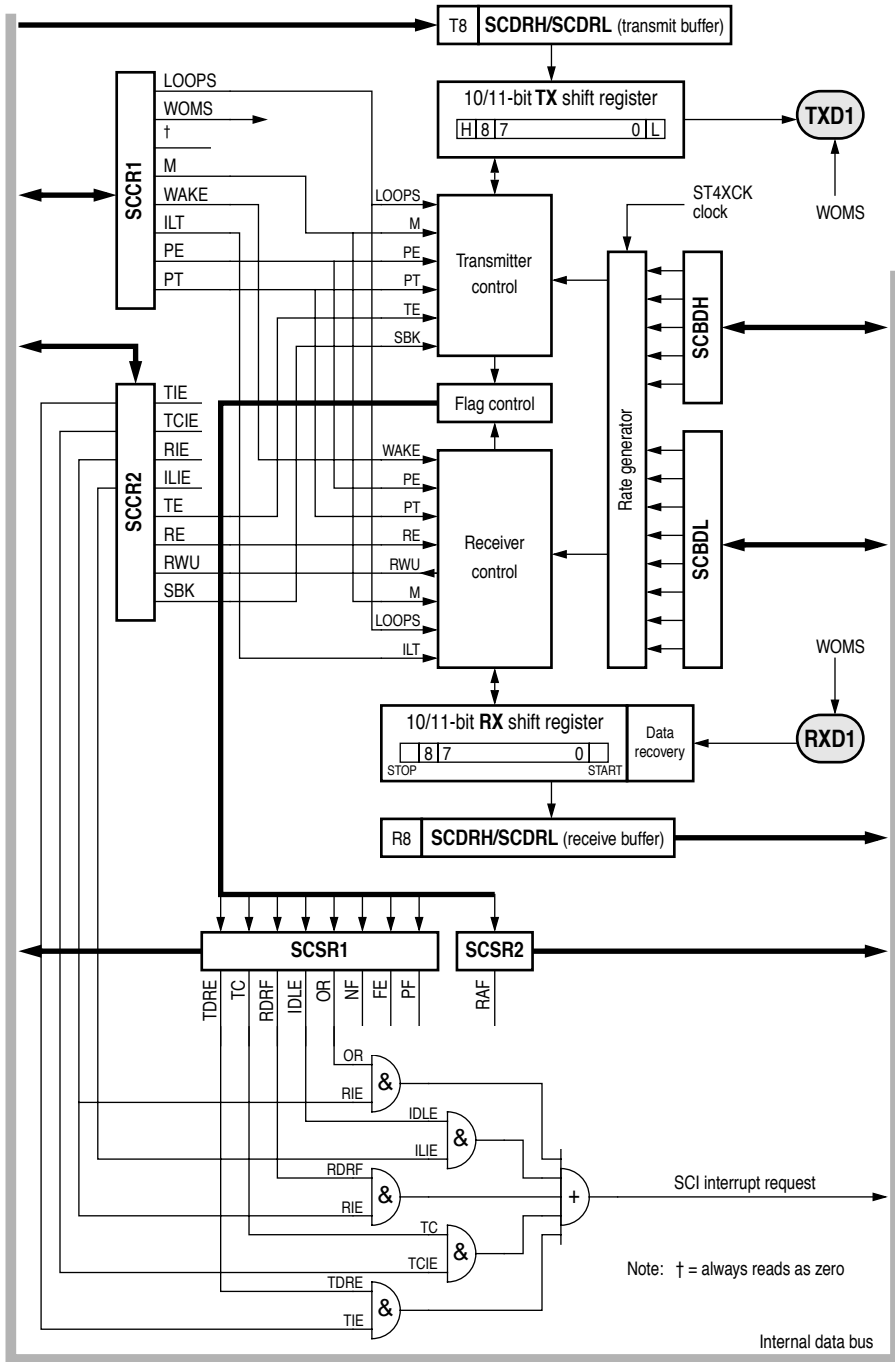 T8 SCDRH/SCDRL (transmit buffer)
10/11-bit TX shift register
H 8 7 0 L
TXD1
WOMS
ST4XCK
clock
SCCR1
LOOPS
WOMS
†
M
WAKE
ILT
PE
PT
LOOPS
M
PE
PT
TE
SBK
Transmitter
control
Rate generator
SCBDH
SCBDL
Flag control
SCCR2
TIE
TCIE
RIE
ILIE
TE
RE
RWU
SBK
WAKE
PE
PT
RE
RWU
M
LOOPS
ILT
Receiver
control
WOMS
RXD1
10/11-bit RX shift register
8 7 0
STOP START
Data
recovery
R8 SCDRH/SCDRL (receive buffer)
SCSR1
SCSR2
TDRE
TC
RDRF
IDLE
OR
NF
FE
PF
RAF
OR
&
RIE
IDLE
&
ILIE
RDRF
&
RIE
+
SCI interrupt request
TC
&
TCIE
TDRE
&
TIE
Note: † = always reads as zero
Internal data bus